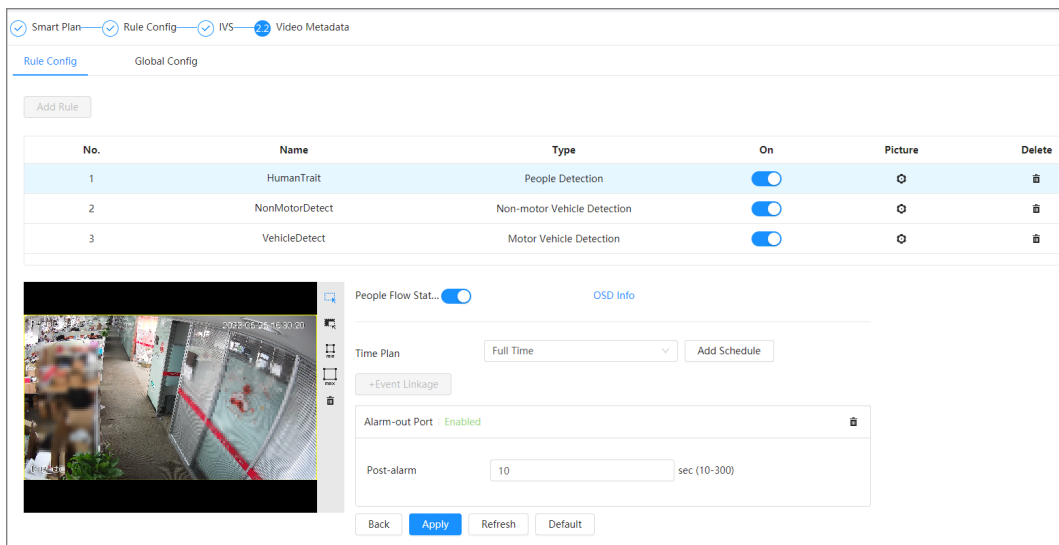 Smart Plan Rule Config IVS 2.2 Video Metadata
Rule Config Global Config
Add Rule
No. Name Type On Picture Delete
1 HumanTrait People Detection
2 NonMotorDetect Non-motor Vehicle Detection
3 VehicleDetect Motor Vehicle Detection
People Flow Stat... OSD Info
min
max
Time Plan Full Time Add Schedule
+Event Linkage
Alarm-out Port Enabled
Post-alarm 10 sec (10-300)
Back Apply Refresh Default